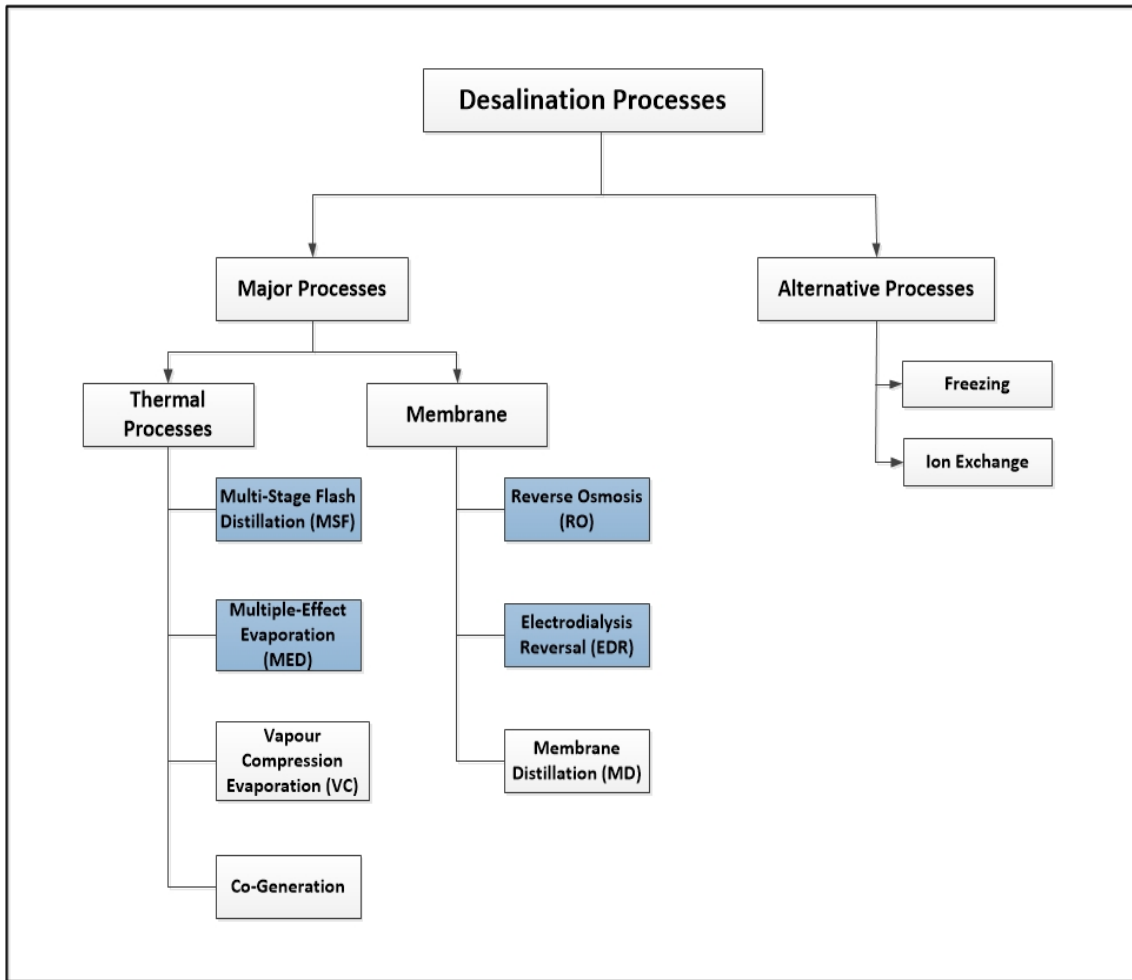 Desalination Processes
Major Processes
Alternative Processes
Thermal
Processes
Membrane
Freezing
Ion Exchange
Multi-Stage Flash
Distillation (MSF)
Reverse Osmosis
(RO)
Multiple-Effect
Evaporation
(MED)
Electrodialysis
Reversal (EDR)
Vapour
Compression
Evaporation (VC)
Membrane
Distillation (MD)
Co-Generation